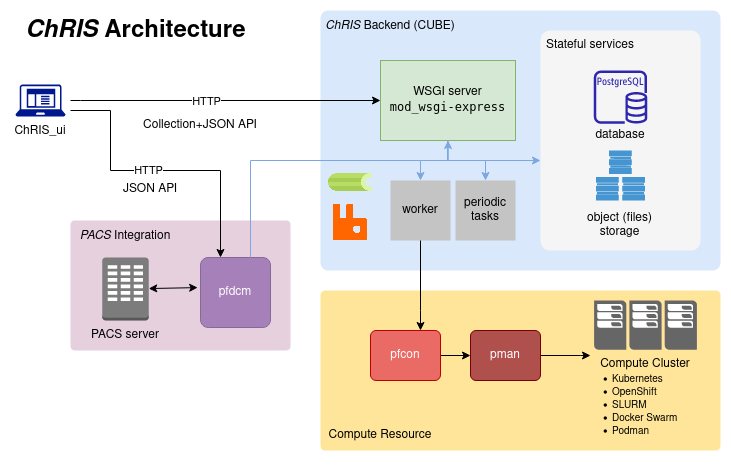 ChRIS Architecture
ChRIS Backend (CUBE)
Stateful services
WSGI server
mod_wsgi-express
PostgreSQL
database
object (files)
storage
ChRIS_ui
HTTP
Collection+JSON API
HTTP
JSON API
worker
periodic
tasks
PACS Integration
PACS server
pfdcm
pfcon
pman
Compute Cluster
• Kubernetes
• OpenShift
• SLURM
• Docker Swarm
• Podman
Compute Resource